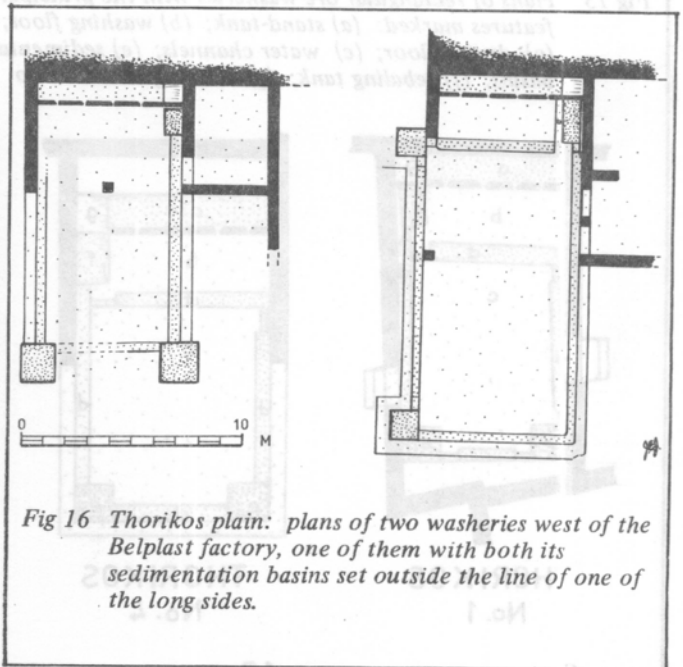 0 10
M
Fig 16 Thorikos plain: plans of two washeries west of the
Belplast factory, one of them with both its
sedimentation basins set outside the line of one of
the long sides.